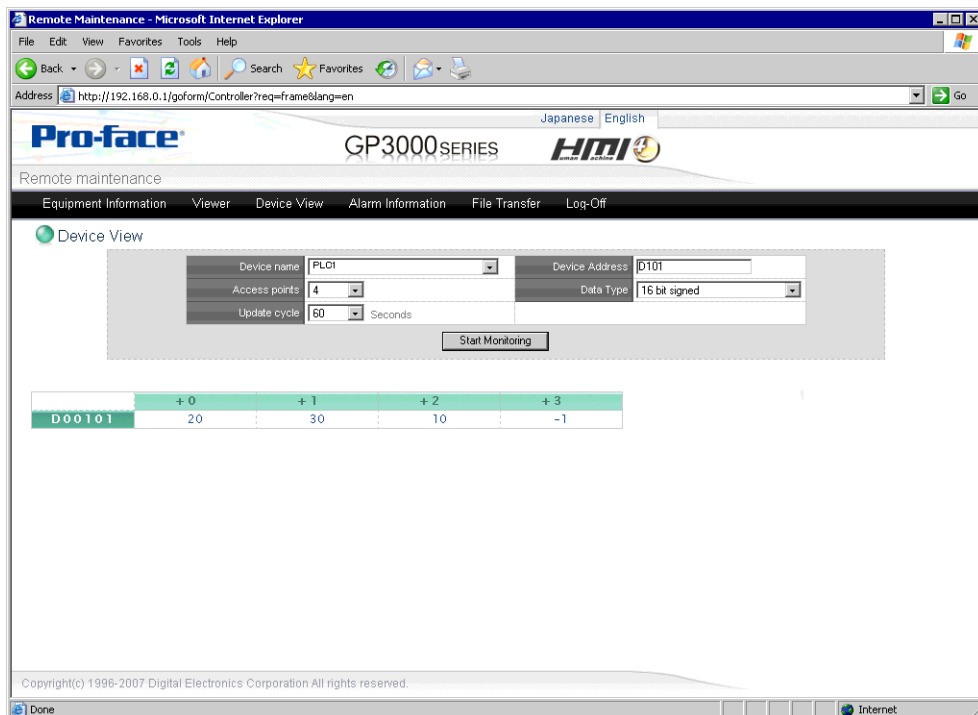 Remote Maintenance - Microsoft Internet Explorer
File Edit View Favorites Tools Help
Back Search Favorites
Address http://192.168.0.1/goform/Controller?req=frame&lang=en Go
Japanese English
Pro-face
GP3000 SERIES
HMI
Human Machine
Remote maintenance
Equipment Information Viewer Device View Alarm Information File Transfer Log-Off
Device View
Device name PLC1 Device Address D101
Access points 4 Data Type 16 bit signed
Update cycle 60 Seconds
Start Monitoring
+0 +1 +2 +3
D00101 20 30 10 -1
Copyright(c) 1996-2007 Digital Electronics Corporation All rights reserved.
Done Internet